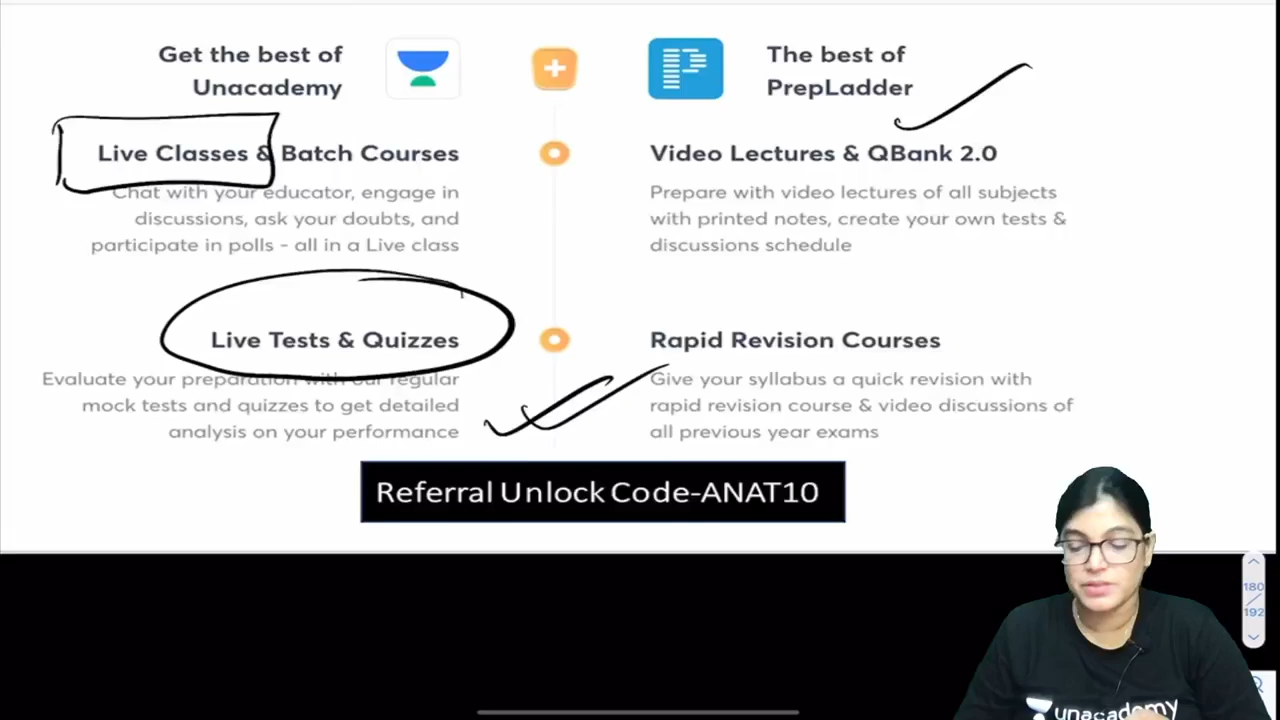 Get the best of
Unacademy
The best of
PrepLadder
Live Classes & Batch Courses
Chat with your educator, engage in
discussions, ask your doubts, and
participate in polls - all in a Live class
Video Lectures & QBank 2.0
Prepare with video lectures of all subjects
with printed notes, create your own tests &
discussions schedule
Live Tests & Quizzes
Evaluate your preparation with our regular
mock tests and quizzes to get detailed
analysis on your performance
Rapid Revision Courses
Give your syllabus a quick revision with
rapid revision course & video discussions of
all previous year exams
Referral Unlock Code-ANAT10
180
192
unacademy